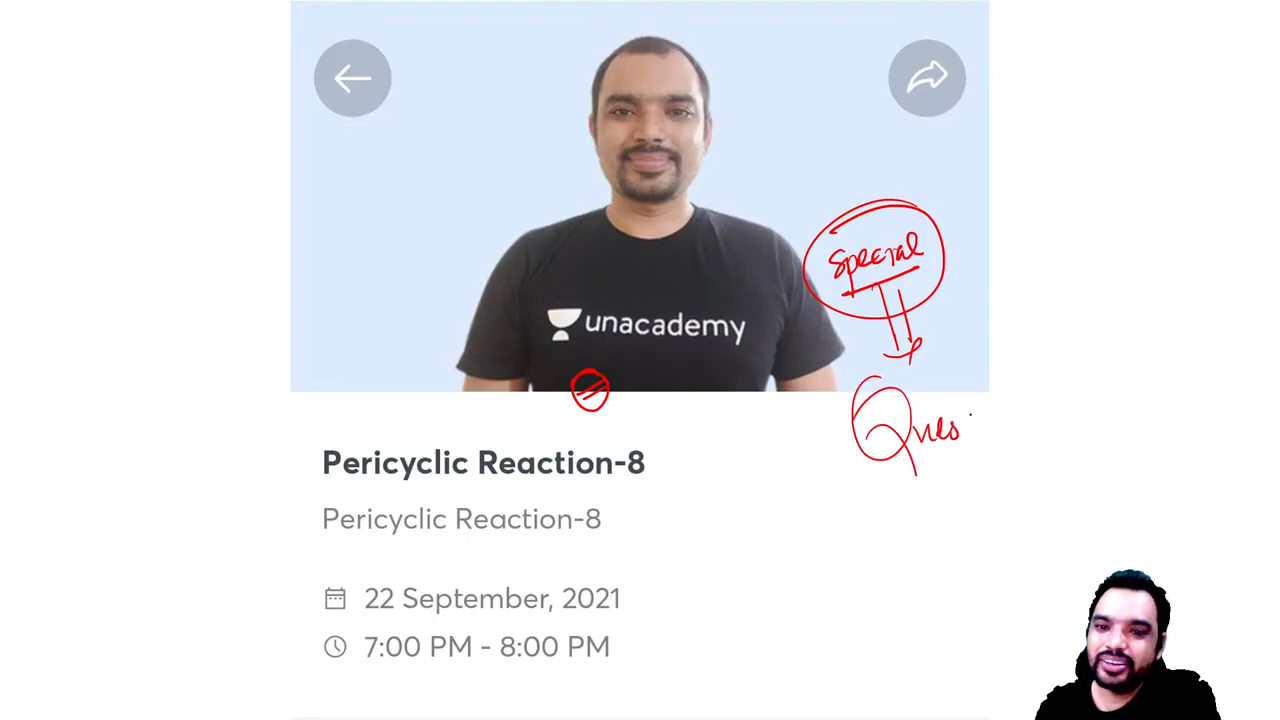 unacademy
Special
Ques
Pericyclic Reaction-8
Pericyclic Reaction-8
22 September, 2021
7:00 PM - 8:00 PM